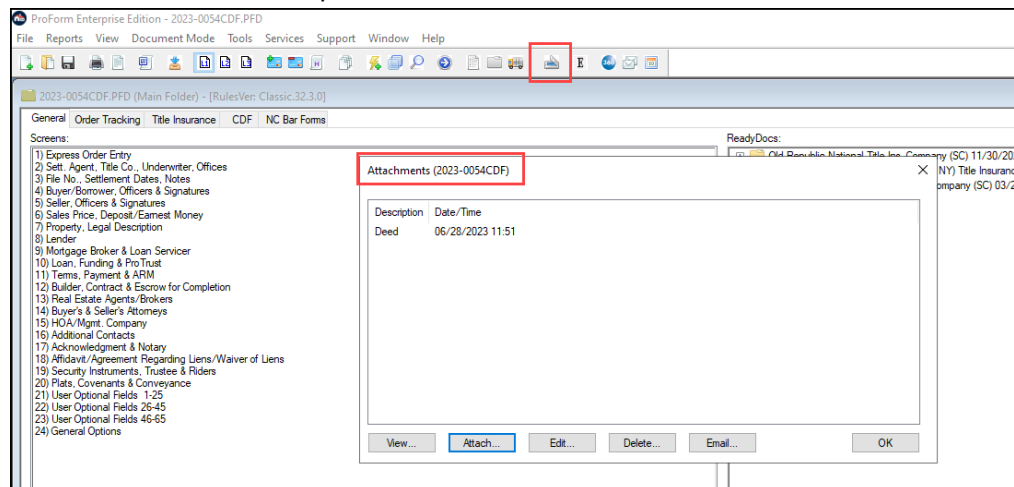 ProForm Enterprise Edition - 2023-0054CDF.PFD
File Reports View Document Mode Tools Services Support Window Help
E 360
2023-0054CDF.PFD (Main Folder) - [RulesVer: Classic.32.3.0]
General Order Tracking Title Insurance CDF NC Bar Forms
Screens:
1) Express Order Entry
2) Sett. Agent, Title Co., Underwriter, Offices
3) File No., Settlement Dates, Notes
4) Buyer/Borrower, Officers & Signatures
5) Seller, Officers & Signatures
6) Sales Price, Deposit/Earnest Money
7) Property, Legal Description
8) Lender
9) Mortgage Broker & Loan Servicer
10) Loan, Funding & ProTrust
11) Terms, Payment & ARM
12) Builder, Contract & Escrow for Completion
13) Real Estate Agents/Brokers
14) Buyer's & Seller's Attorneys
15) HOA/Mgmt. Company
16) Additional Contacts
17) Acknowledgment & Notary
18) Affidavit/Agreement Regarding Liens/Waiver of Liens
19) Security Instruments, Trustee & Riders
20) Plats, Covenants & Conveyance
21) User Optional Fields 1-25
22) User Optional Fields 26-45
23) User Optional Fields 46-65
24) General Options
ReadyDocs:
Old Republic National Title Ins. Company (SC) 11/30/20
NY) Title Insuranc
ompany (SC) 03/2
Attachments (2023-0054CDF)
Description Date/Time
Deed 06/28/2023 11:51
View... Attach... Edit... Delete... Email... OK